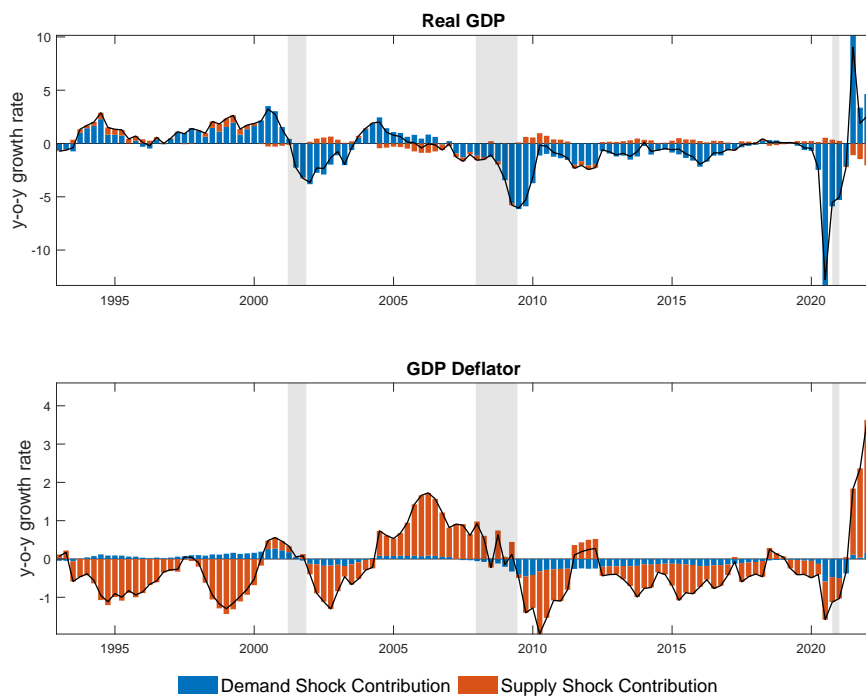 Real GDP
y-o-y growth rate
10
5
0
-5
-10
1995 2000 2005 2010 2015 2020
GDP Deflator
y-o-y growth rate
4
3
2
1
0
-1
1995 2000 2005 2010 2015 2020
Demand Shock Contribution Supply Shock Contribution